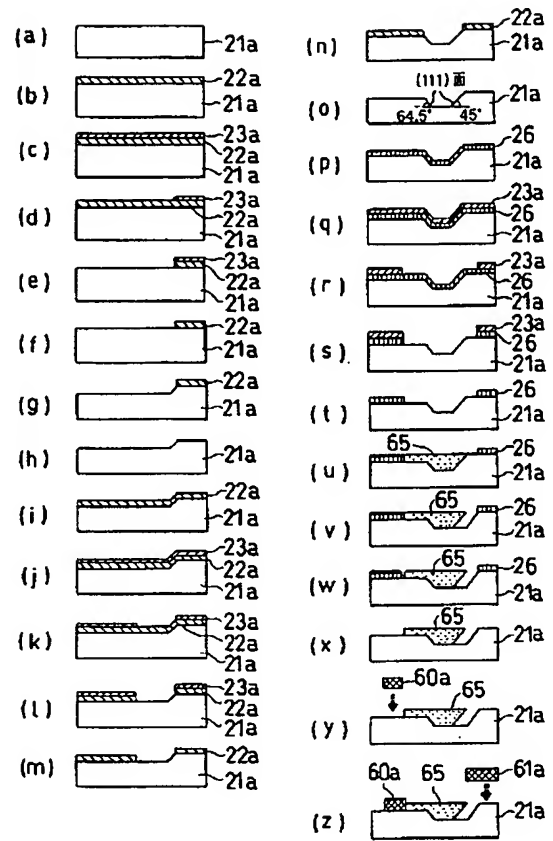 (a)
21a
(b)
22a
21a
(c)
23a
22a
21a
(d)
23a
22a
21a
(e)
23a
22a
21a
(f)
22a
21a
(g)
22a
21a
(h)
21a
(i)
22a
21a
(j)
23a
22a
21a
(k)
23a
22a
21a
(l)
23a
22a
21a
(m)
22a
21a
(n)
22a
21a
(o)
(111) 面
21a
64.5° 45°
(p)
26
21a
(q)
23a
26
21a
(r)
23a
26
21a
(s)
23a
26
21a
(t)
26
21a
(u)
65
26
21a
(v)
65
26
21a
(w)
65
26
21a
(x)
65
21a
(y)
60a
65
21a
(z)
60a
65
61a
21a